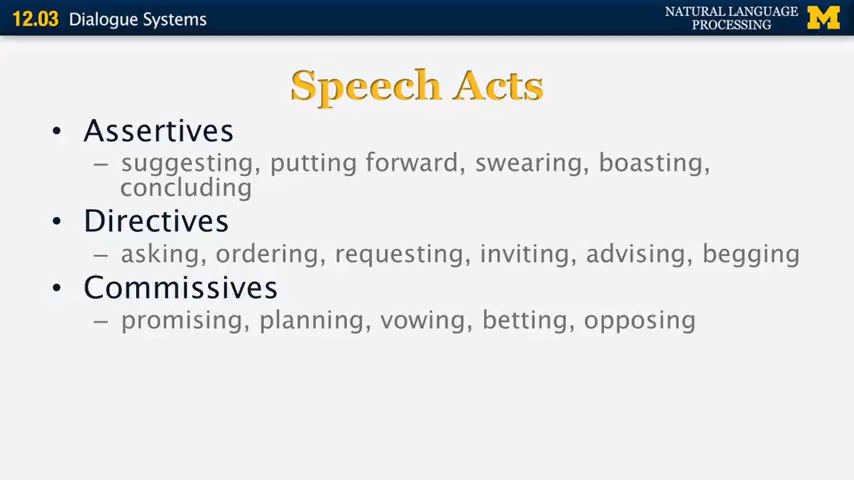 12.03 Dialogue Systems
NATURAL LANGUAGE
PROCESSING
M
Speech Acts
• Assertives
– suggesting, putting forward, swearing, boasting,
concluding
• Directives
– asking, ordering, requesting, inviting, advising, begging
• Commissives
– promising, planning, vowing, betting, opposing